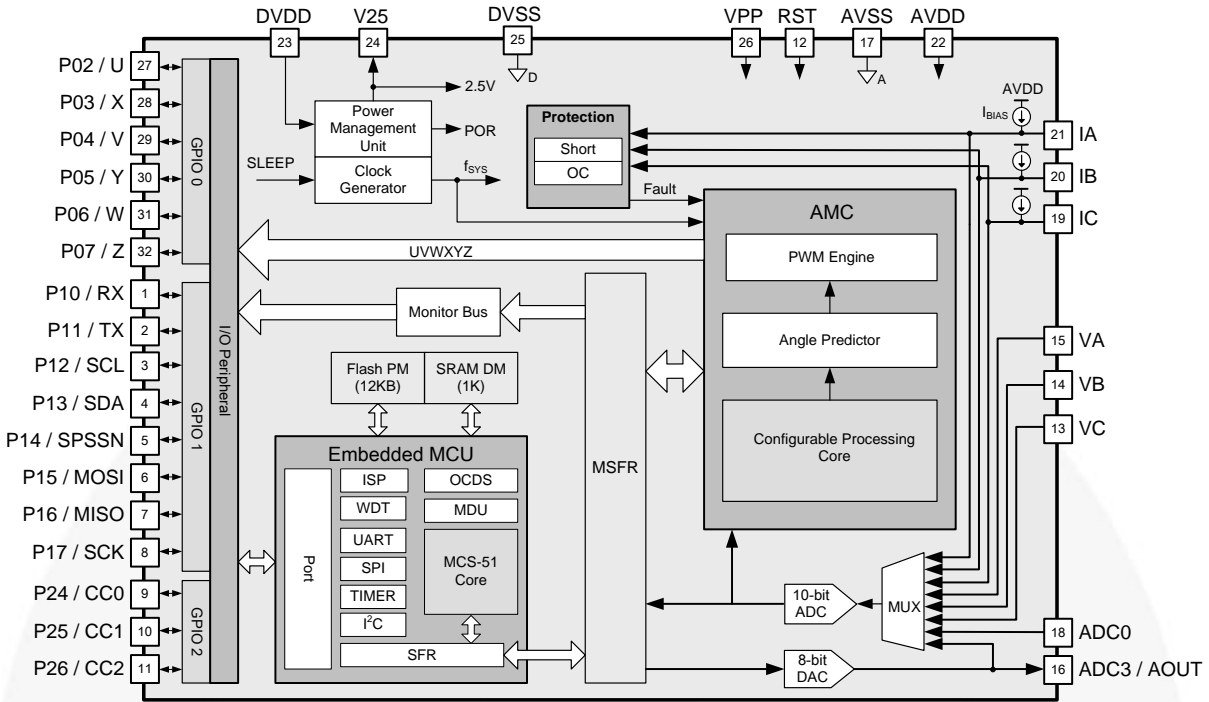 DVDD
V25
DVSS
VPP
RST
AVSS
AVDD
23
24
25
26
12
17
22
D
A
P02 / U
27
P03 / X
28
P04 / V
29
P05 / Y
30
P06 / W
31
P07 / Z
32
P10 / RX
1
P11 / TX
2
P12 / SCL
3
P13 / SDA
4
P14 / SPSSN
5
P15 / MOSI
6
P16 / MISO
7
P17 / SCK
8
P24 / CC0
9
P25 / CC1
10
P26 / CC2
11
GPIO 0
GPIO 1
GPIO 2
I/O Peripheral
2.5V
Power
Management
Unit
POR
SLEEP
Clock
Generator
fSYS
Protection
Short
OC
Fault
AVDD
IBIAS
21
IA
20
IB
19
IC
UVWXYZ
AMC
PWM Engine
Angle Predictor
Configurable Processing
Core
Monitor Bus
Flash PM
(12KB)
SRAM DM
(1K)
Embedded MCU
Port
ISP
WDT
UART
SPI
TIMER
I²C
OCDS
MDU
MCS-51
Core
SFR
MSFR
10-bit
ADC
8-bit
DAC
MUX
15
VA
14
VB
13
VC
18
ADC0
16
ADC3 / AOUT